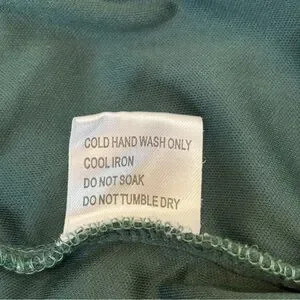 COLD HAND WASH ONLY
COOL IRON
DO NOT SOAK
DO NOT TUMBLE DRY